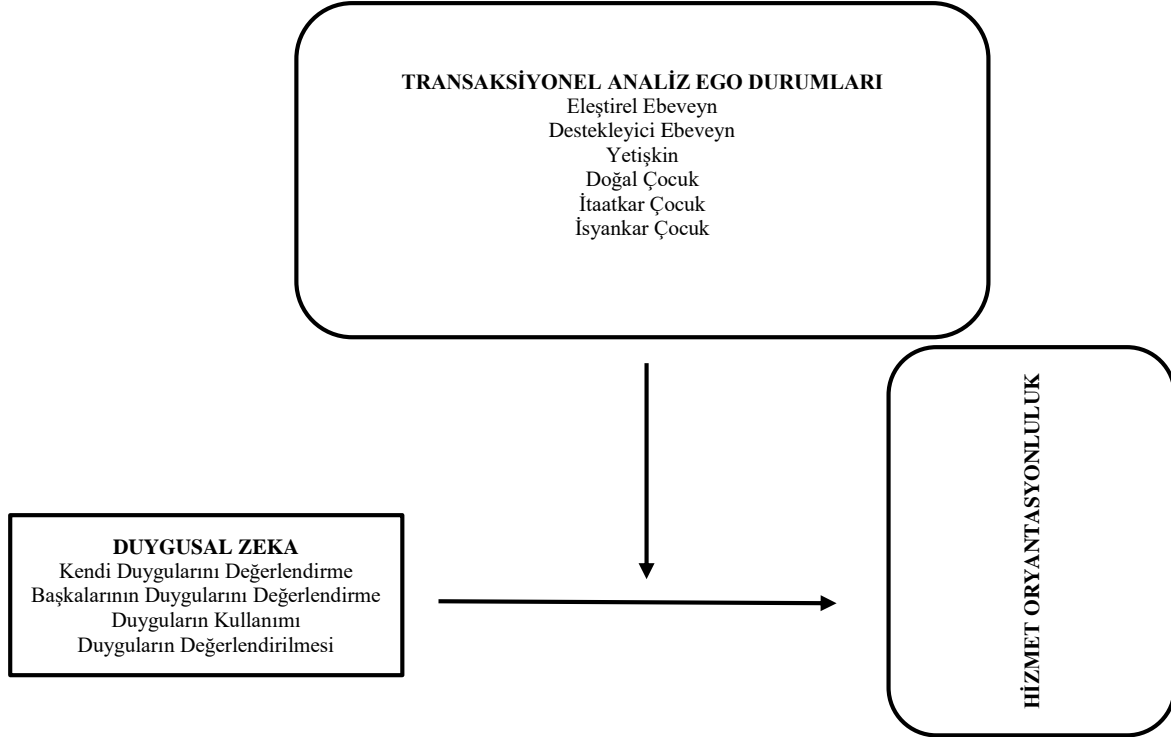 TRANSAKSİYONEL ANALİZ EGO DURUMLARI
Eleştirel Ebeveyn
Destekleyici Ebeveyn
Yetişkin
Doğal Çocuk
İtaatkar Çocuk
İsyankar Çocuk
HİZMET ORYANTASYONLULUK
DUYGUSAL ZEKA
Kendi Duygularını Değerlendirme
Başkalarının Duygularını Değerlendirme
Duyguların Kullanımı
Duyguların Değerlendirilmesi